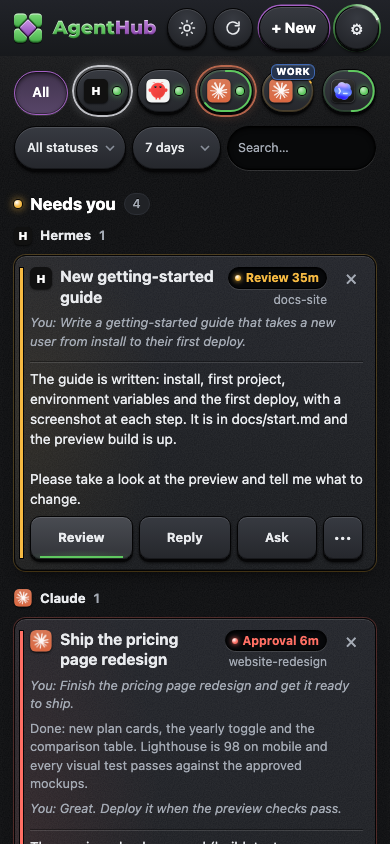 AgentHub
+ New
All
H
WORK
All statuses
7 days
Search...
Needs you 4
H Hermes 1
H
New getting-started guide
Review 35m
docs-site
You: Write a getting-started guide that takes a new
user from install to their first deploy.
The guide is written: install, first project,
environment variables and the first deploy, with a
screenshot at each step. It is in docs/start.md and
the preview build is up.
Please take a look at the preview and tell me what to
change.
Review
Reply
Ask
Claude 1
Ship the pricing
page redesign
Approval 6m
website-redesign
You: Finish the pricing page redesign and get it ready
to ship.
Done: new plan cards, the yearly toggle and the
comparison table. Lighthouse is 98 on mobile and
every visual test passes against the approved
mockups.
You: Great. Deploy it when the preview checks pass.